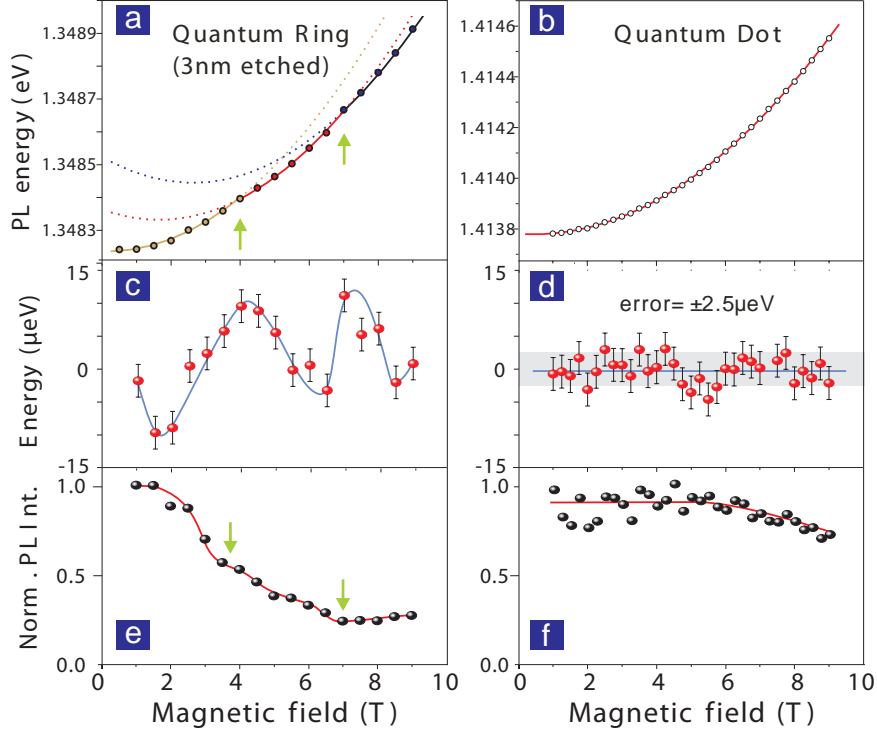 a
Quantum Ring
(3nm etched)
1.3489
1.3487
1.3485
1.3483
PL energy (eV)
b
Quantum Dot
1.4146
1.4144
1.4142
1.4140
1.4138
c
15
0
-15
Energy (μeV)
d
error= ±2.5μeV
15
0
-15
e
1.0
0.5
0.0
Norm. PL Int.
0 2 4 6 8 10
Magnetic field (T)
f
1.0
0.5
0.0
0 2 4 6 8 10
Magnetic field (T)